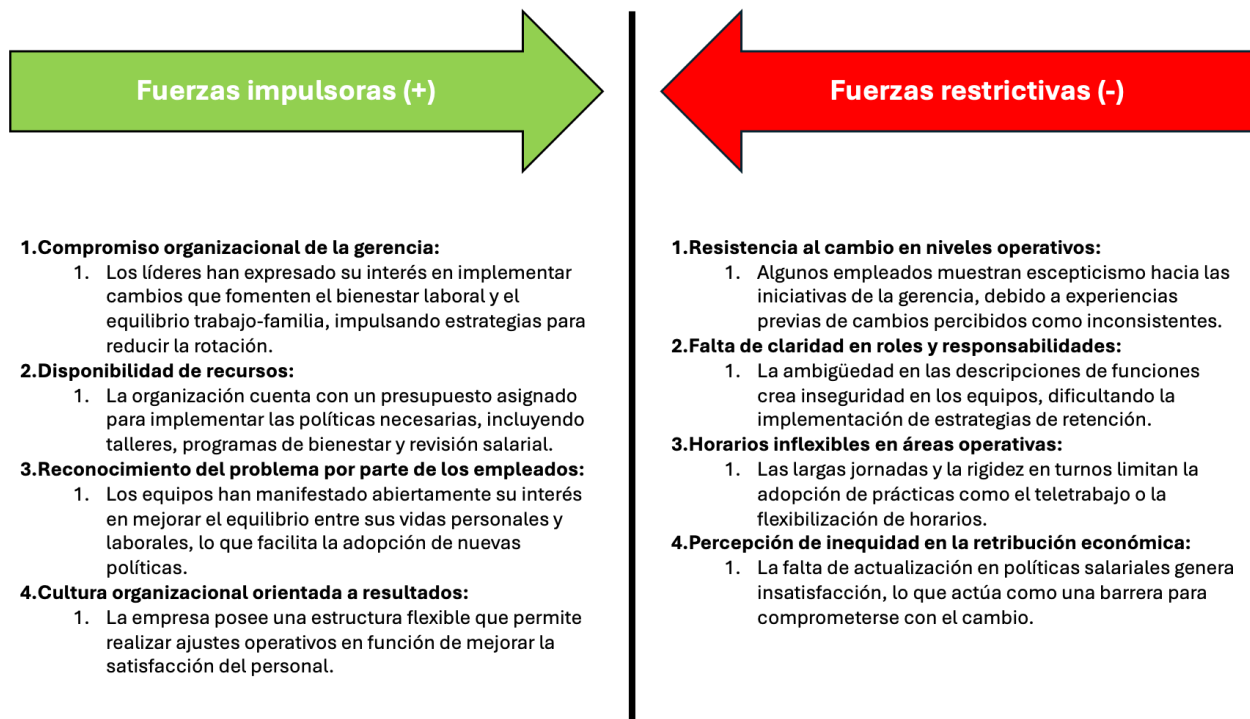 Fuerzas impulsoras (+)
1.Compromiso organizacional de la gerencia:
1. Los líderes han expresado su interés en implementar
cambios que fomenten el bienestar laboral y el
equilibrio trabajo-familia, impulsando estrategias para
reducir la rotación.
2.Disponibilidad de recursos:
1. La organización cuenta con un presupuesto asignado
para implementar las políticas necesarias, incluyendo
talleres, programas de bienestar y revisión salarial.
3.Reconocimiento del problema por parte de los empleados:
1. Los equipos han manifestado abiertamente su interés
en mejorar el equilibrio entre sus vidas personales y
laborales, lo que facilita la adopción de nuevas
políticas.
4.Cultura organizacional orientada a resultados:
1. La empresa posee una estructura flexible que permite
realizar ajustes operativos en función de mejorar la
satisfacción del personal.
Fuerzas restrictivas (-)
1.Resistencia al cambio en niveles operativos:
1. Algunos empleados muestran escepticismo hacia las
iniciativas de la gerencia, debido a experiencias
previas de cambios percibidos como inconsistentes.
2.Falta de claridad en roles y responsabilidades:
1. La ambigüedad en las descripciones de funciones
crea inseguridad en los equipos, dificultando la
implementación de estrategias de retención.
3.Horarios inflexibles en áreas operativas:
1. Las largas jornadas y la rigidez en turnos limitan la
adopción de prácticas como el teletrabajo o la
flexibilización de horarios.
4.Percepción de inequidad en la retribución económica:
1. La falta de actualización en políticas salariales genera
insatisfacción, lo que actúa como una barrera para
comprometerse con el cambio.